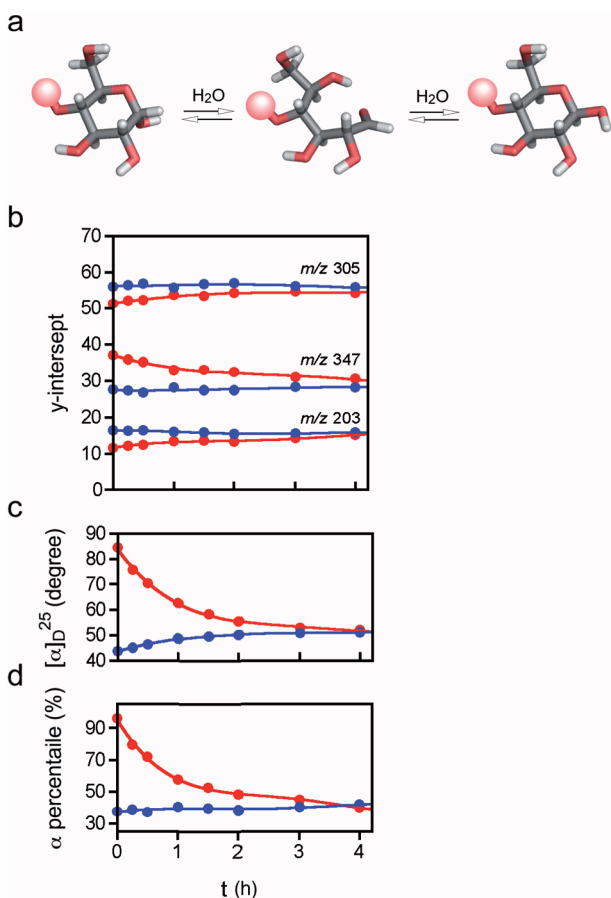 a
H₂O
H₂O
b
70
60
50
40
30
20
10
0
y-intersept
m/z 305
m/z 347
m/z 203
c
90
80
70
60
50
40
[α]D²⁵ (degree)
d
90
70
50
30
α percentaile (%)
0 1 2 3 4
t (h)